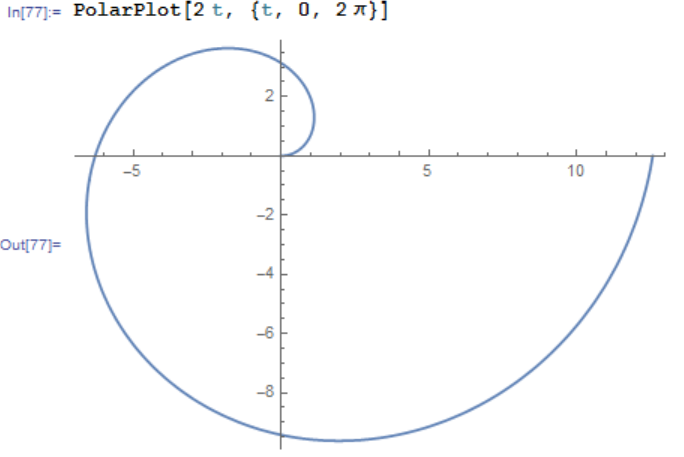 In[77]:= PolarPlot[2 t, {t, 0, 2 π}]
2
−5 5 10
−2
Out[77]=
−4
−6
−8